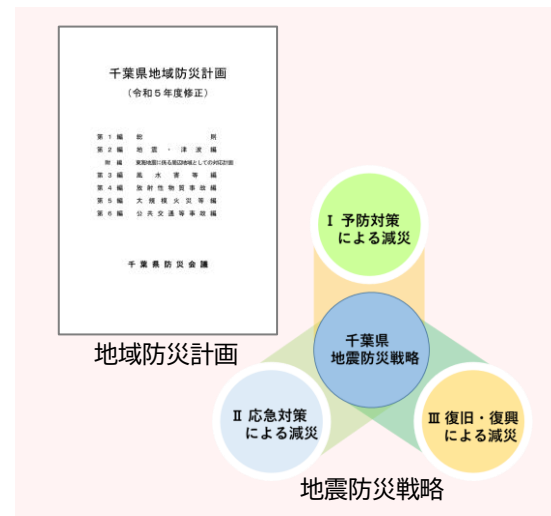 千葉県地域防災計画
(令和5年度修正)
第1編 総則
第2編 地震・津波編
附編 東海地震に係る周辺地域としての対応計画
第3編 風水害等編
第4編 放射性物質事故編
第5編 大規模火災等編
第6編 公共交通等事故編
千葉県防災会議
地域防災計画
Ⅰ 予防対策
による減災
千葉県
地震防災戦略
Ⅱ 応急対策
による減災
Ⅲ 復旧・復興
による減災
地震防災戦略